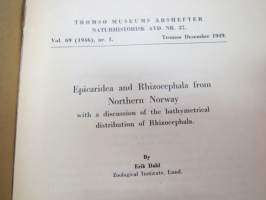 TROMSØ MUSEUMS ÅRSHEFTER
NATURHISTORISK AVD. NR. 37.
Vol. 69 (1946), nr. 1. Tromsø Desember 1949.
Epicaridea and Rhizocephala from
Northern Norway
with a discussion of the bathymetrical
distribution of Rhizocephala.
By
Erik Dahl
Zoological Institute, Lund.